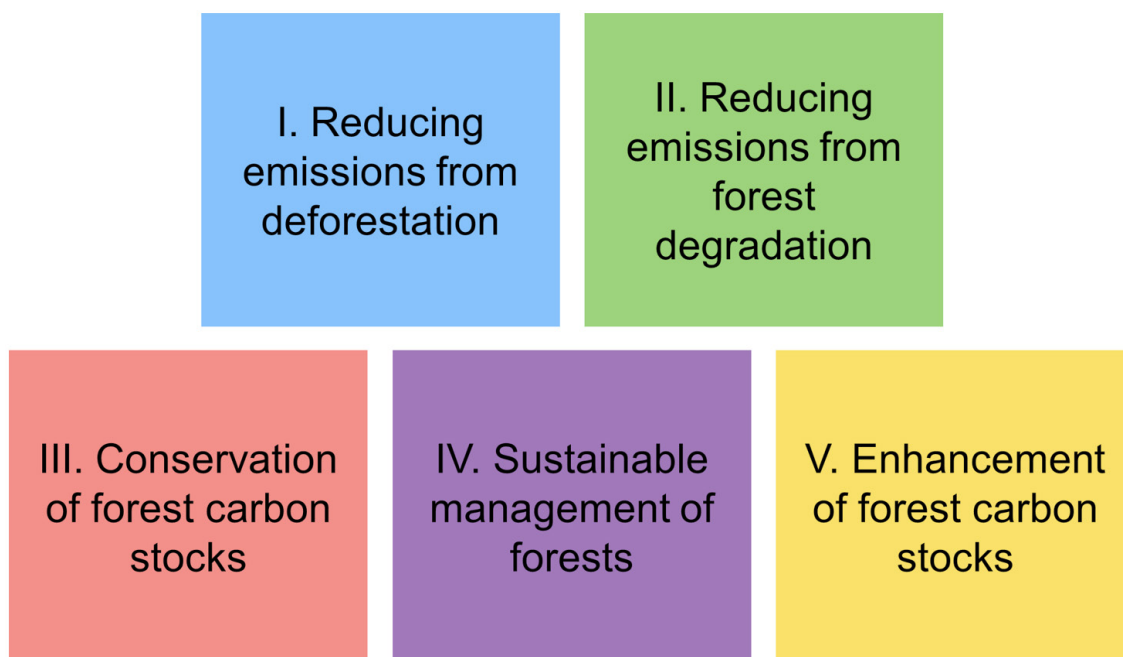 I. Reducing
emissions from
deforestation
II. Reducing
emissions from
forest
degradation
III. Conservation
of forest carbon
stocks
IV. Sustainable
management of
forests
V. Enhancement
of forest carbon
stocks